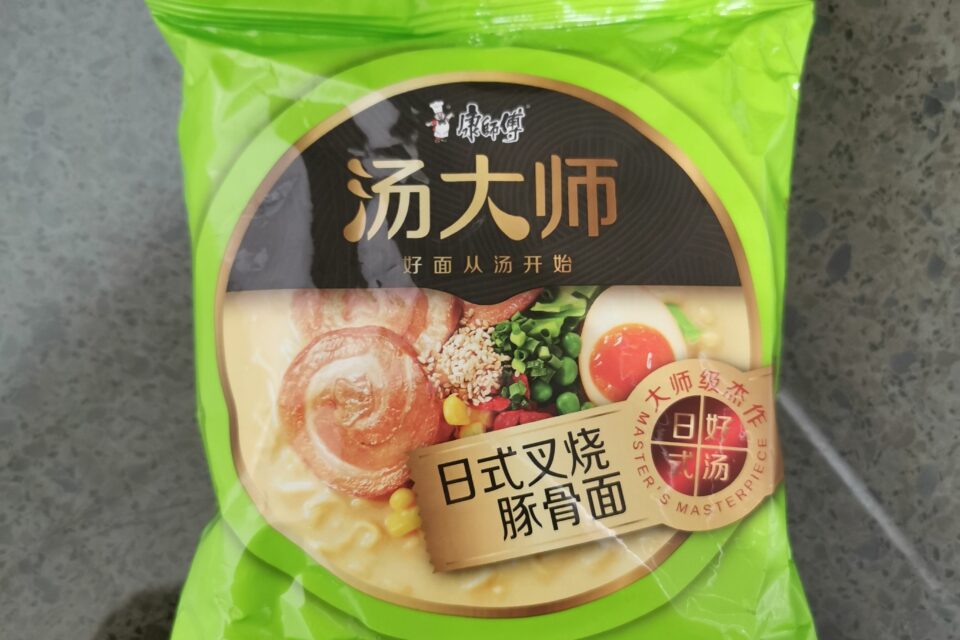 康師傅
汤大师
好面从汤开始
日式叉烧
豚骨面
大师级杰作
日式
好汤
MASTER'S MASTERPIECE